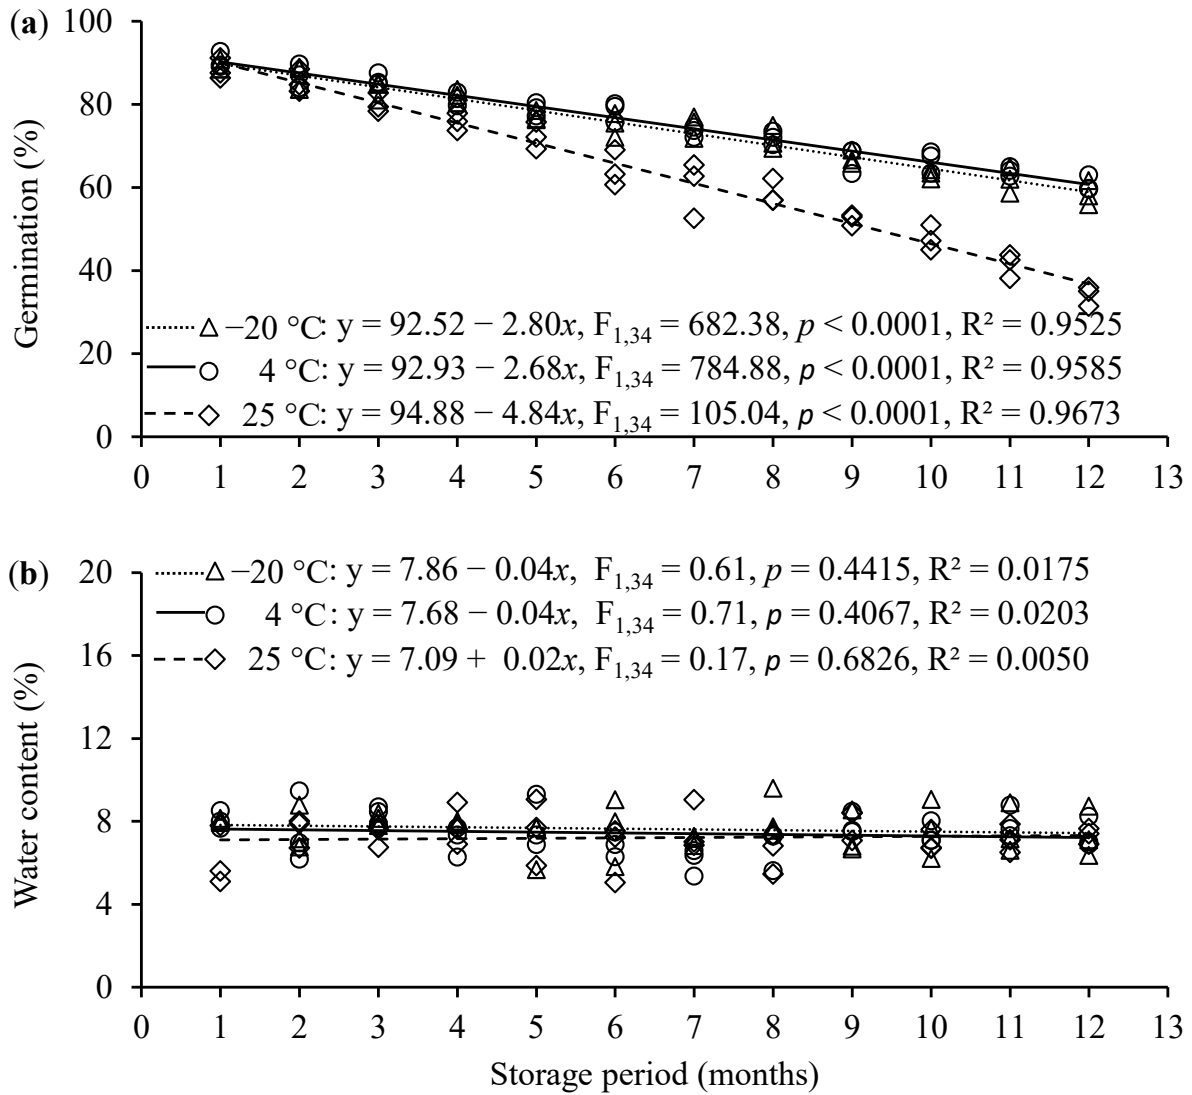 (a)
100
80
60
40
20
0
Germination (%)
−20 °C: y = 92.52 − 2.80x, F1,34 = 682.38, p < 0.0001, R² = 0.9525
4 °C: y = 92.93 − 2.68x, F1,34 = 784.88, p < 0.0001, R² = 0.9585
25 °C: y = 94.88 − 4.84x, F1,34 = 105.04, p < 0.0001, R² = 0.9673
0 1 2 3 4 5 6 7 8 9 10 11 12 13
(b)
20
16
12
8
4
0
Water content (%)
−20 °C: y = 7.86 − 0.04x, F1,34 = 0.61, p = 0.4415, R² = 0.0175
4 °C: y = 7.68 − 0.04x, F1,34 = 0.71, p = 0.4067, R² = 0.0203
25 °C: y = 7.09 + 0.02x, F1,34 = 0.17, p = 0.6826, R² = 0.0050
0 1 2 3 4 5 6 7 8 9 10 11 12 13
Storage period (months)